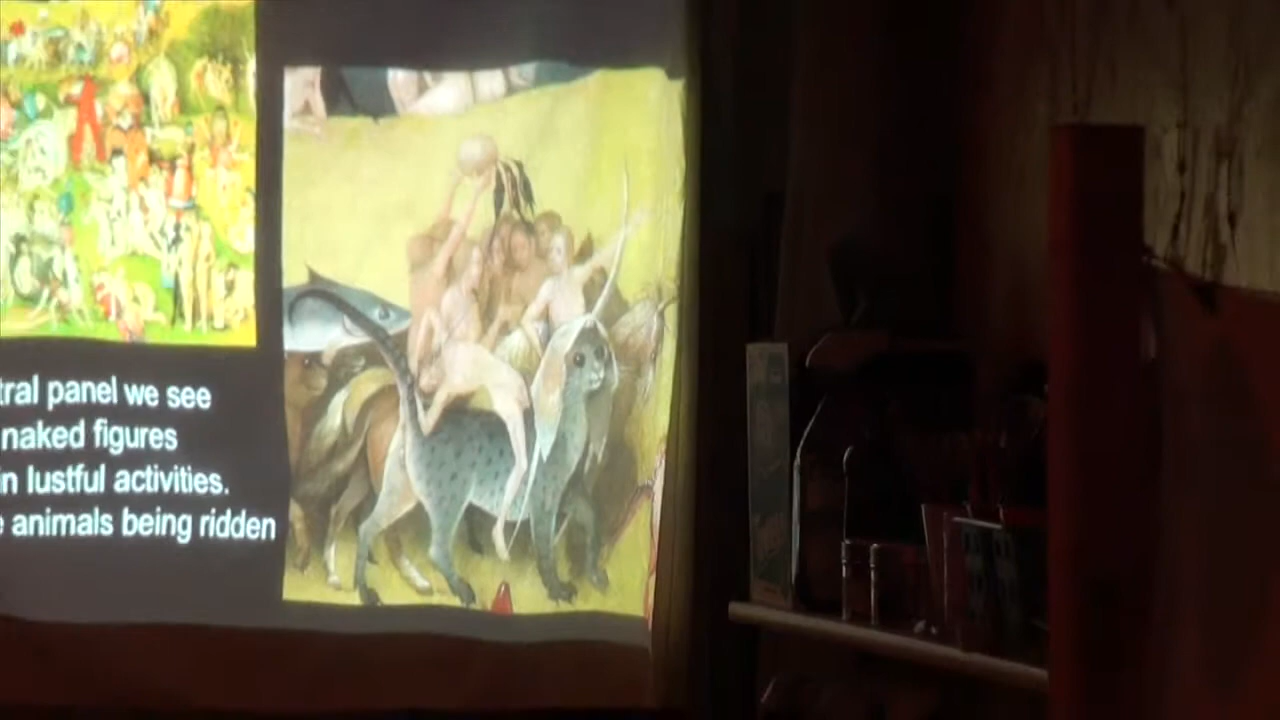 tral panel we see
naked figures
in lustful activities.
animals being ridden